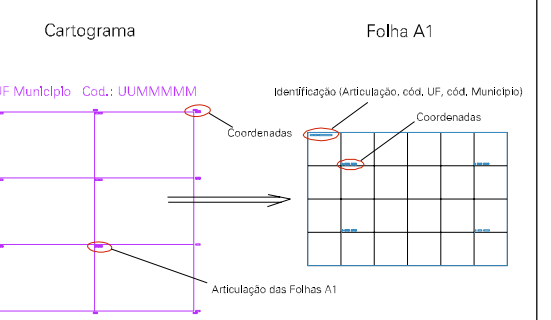 Cartograma
Folha A1
UF Município Cod.: UUMMMMM
Identificação (Articulação, cód. UF, cód. Município)
Coordenadas
Coordenadas
Articulação das Folhas A1